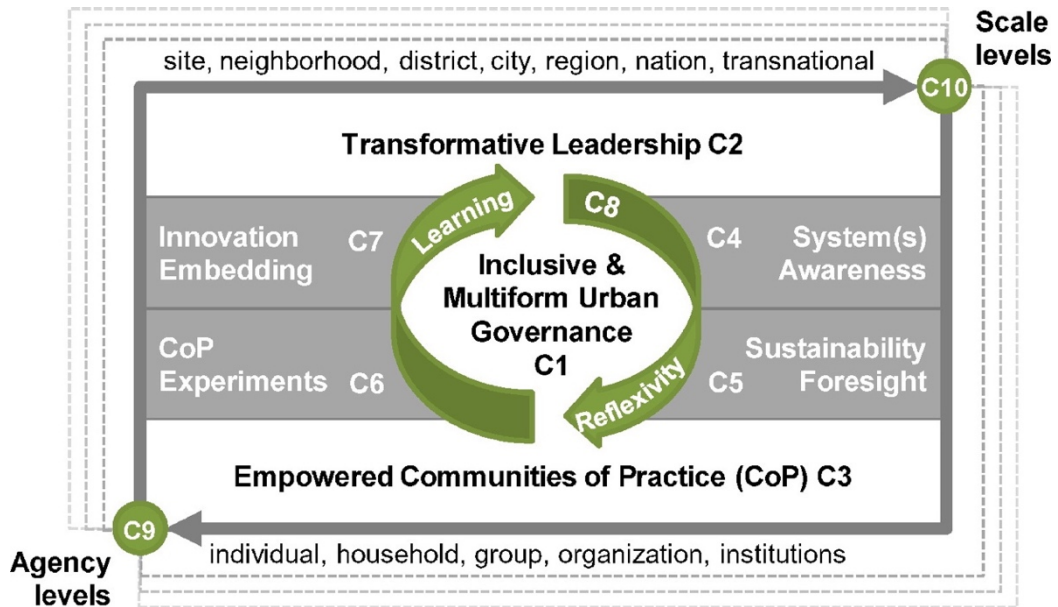 Scale
levels
site, neighborhood, district, city, region, nation, transnational
C10
Transformative Leadership C2
Learning
C8
Innovation
Embedding
C7
C4
System(s)
Awareness
Inclusive &
Multiform Urban
Governance
C1
CoP
Experiments
C6
C5
Sustainability
Foresight
Reflexivity
Empowered Communities of Practice (CoP) C3
C9
individual, household, group, organization, institutions
Agency
levels